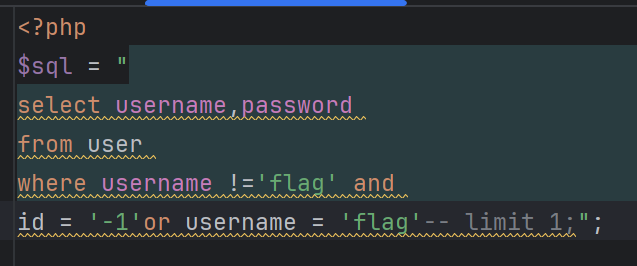 <?php
$sql = "
select username,password
from user
where username !='flag' and
id = '-1'or username = 'flag'-- limit 1;";